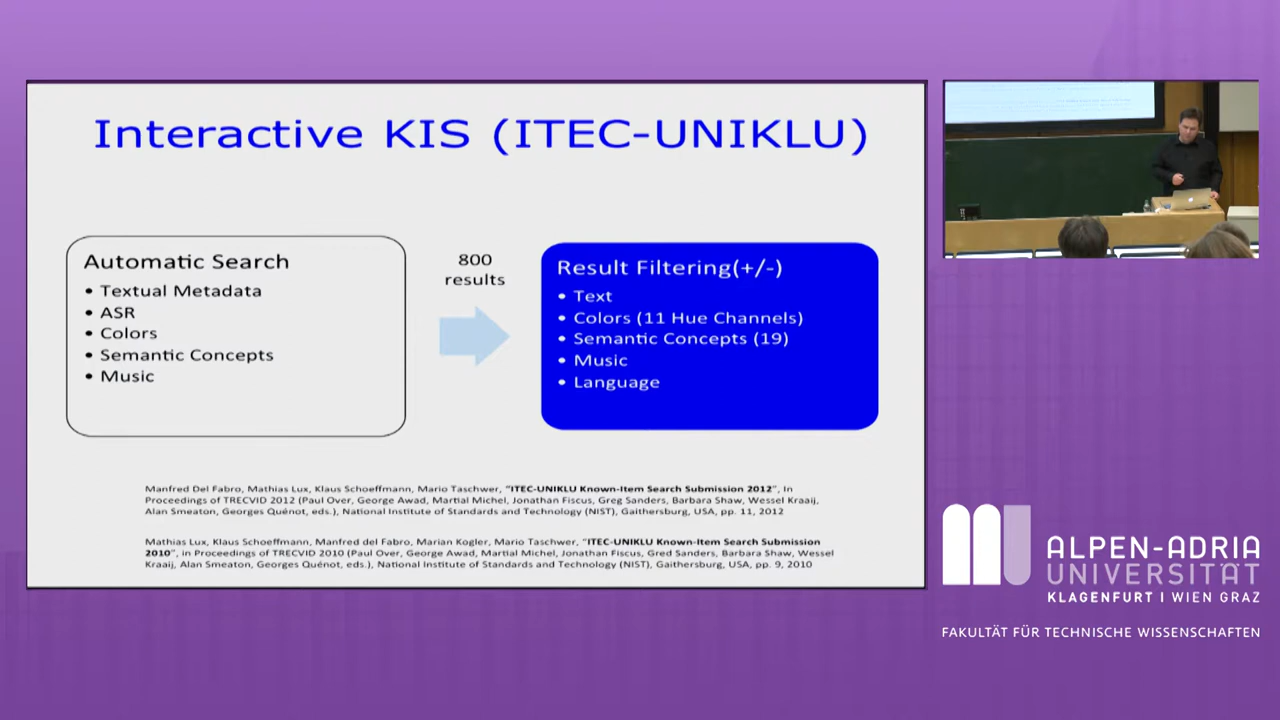 Interactive KIS (ITEC-UNIKLU)
Automatic Search
• Textual Metadata
• ASR
• Colors
• Semantic Concepts
• Music
800
results
Result Filtering(+/-)
• Text
• Colors (11 Hue Channels)
• Semantic Concepts (19)
• Music
• Language
Manfred Del Fabro, Mathias Lux, Klaus Schoeffmann, Mario Taschwer, "ITEC-UNIKLU Known-Item Search Submission 2012", in
Proceedings of TRECVID 2012 (Paul Over, George Awad, Martial Michel, Jonathan Fiscus, Greg Sanders, Barbara Shaw, Wessel Kraaij,
Alan Smeaton, Georges Quénot, eds.), National Institute of Standards and Technology (NIST), Gaithersburg, USA, pp. 11, 2012
Mathias Lux, Klaus Schoeffmann, Manfred del Fabro, Marian Kogler, Mario Taschwer, "ITEC-UNIKLU Known-Item Search Submission
2010", in Proceedings of TRECVID 2010 (Paul Over, George Awad, Martial Michel, Jonathan Fiscus, Gred Sanders, Barbara Shaw, Wessel
Kraaij, Alan Smeaton, Georges Quénot, eds.), National Institute of Standards and Technology (NIST), Gaithersburg, USA, pp. 9, 2010
ALPEN-ADRIA
UNIVERSITÄT
KLAGENFURT I WIEN GRAZ
FAKULTÄT FÜR TECHNISCHE WISSENSCHAFTEN